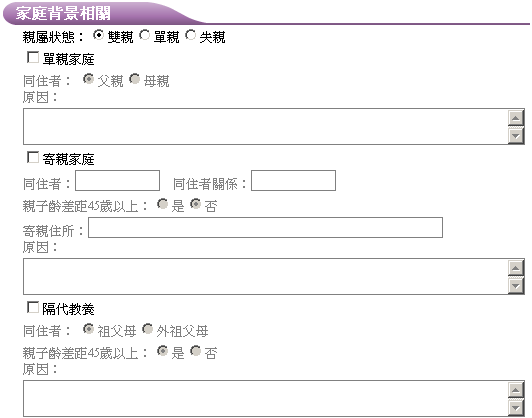 家庭背景相關
親屬狀態： 雙親 單親 失親
單親家庭
同住者： 父親 母親
原因：
寄親家庭
同住者： 同住者關係：
親子齡差距45歲以上： 是 否
寄親住所：
原因：
隔代教養
同住者： 祖父母 外祖父母
親子齡差距45歲以上： 是 否
原因：